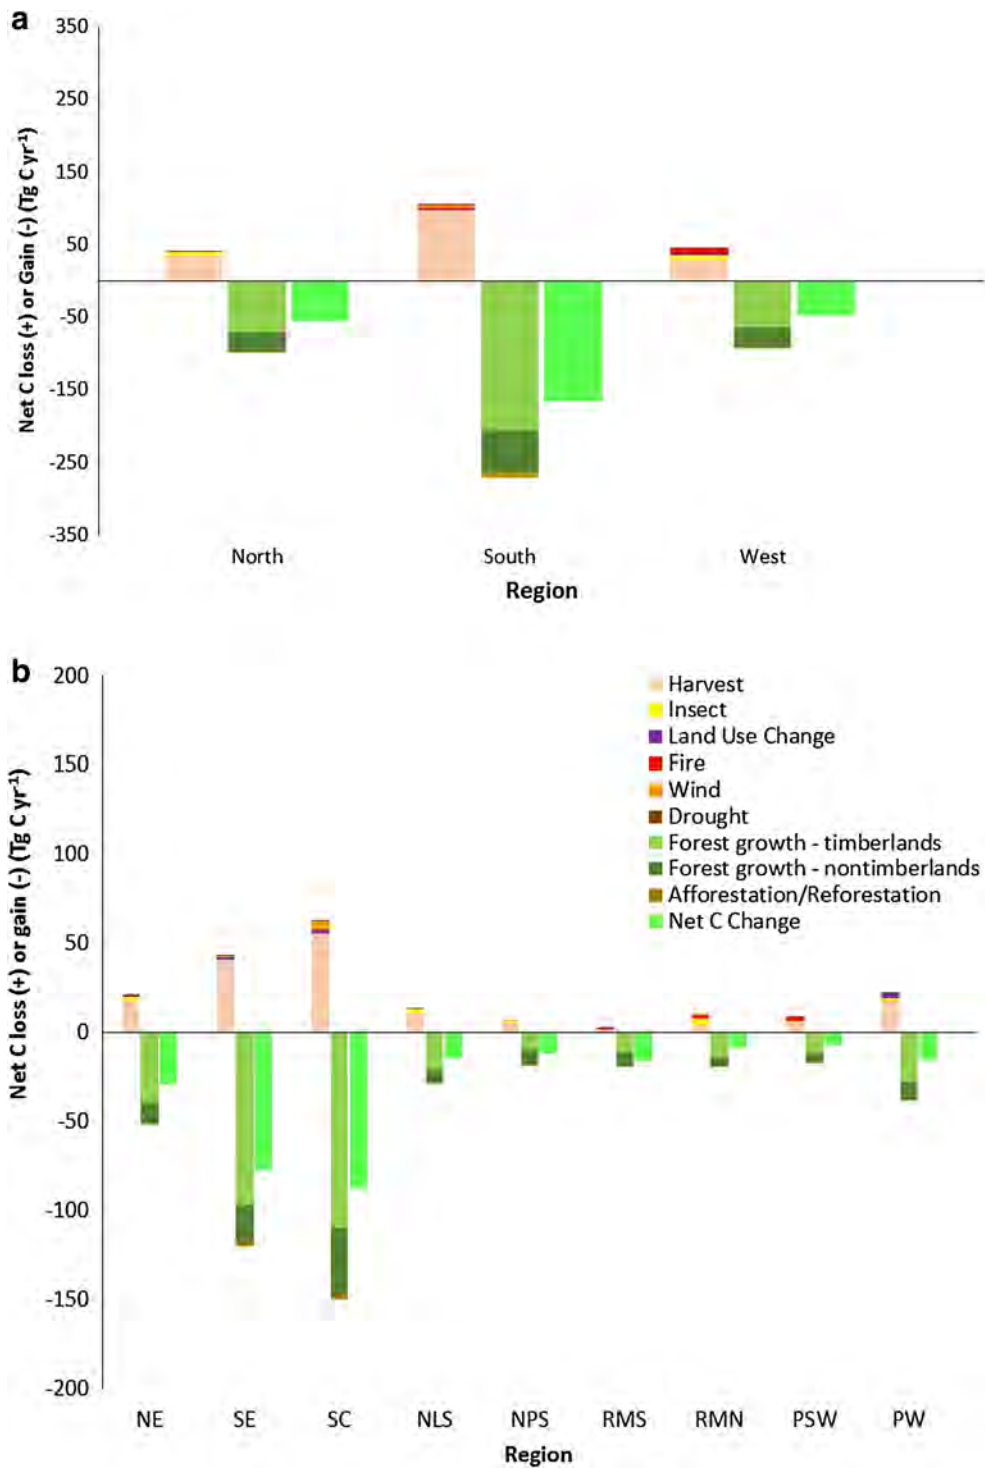 a
350
250
150
50
-50
-150
-250
-350
Net C loss (+) or Gain (-) (Tg C yr-1)
North South West
Region
b
200
150
100
50
0
-50
-100
-150
-200
Net C loss (+) or gain (-) (Tg C yr-1)
Harvest
Insect
Land Use Change
Fire
Wind
Drought
Forest growth - timberlands
Forest growth - nontimberlands
Afforestation/Reforestation
Net C Change
NE SE SC NLS NPS RMS RMN PSW PW
Region